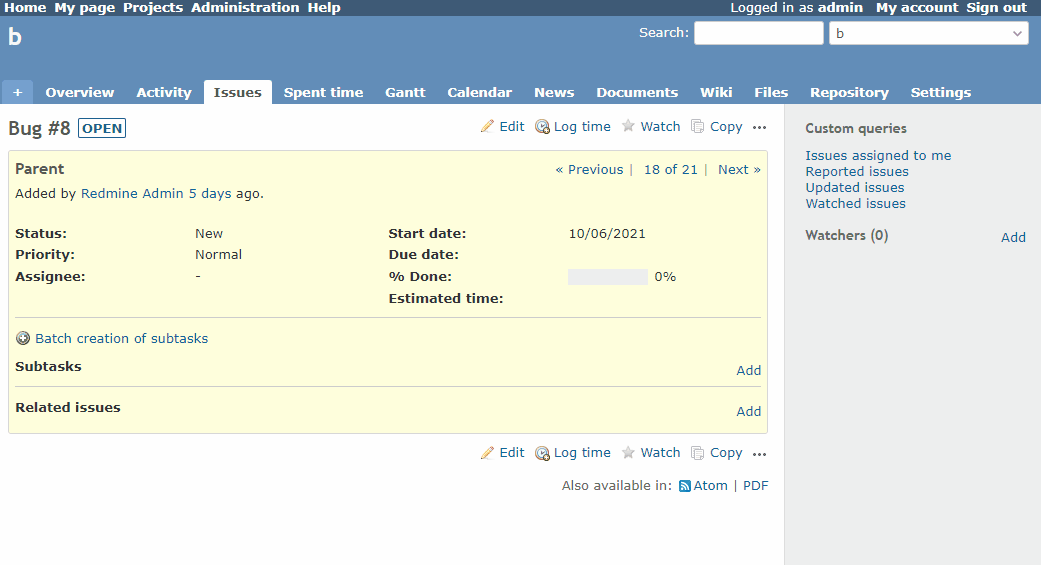 Home My page Projects Administration Help Logged in as admin My account Sign out
b Search: b
+ Overview Activity Issues Spent time Gantt Calendar News Documents Wiki Files Repository Settings
Bug #8 OPEN Edit Log time Watch Copy ...
Parent « Previous | 18 of 21 | Next »
Added by Redmine Admin 5 days ago.
Status: New Start date: 10/06/2021
Priority: Normal Due date:
Assignee: - % Done: 0%
Estimated time:
Batch creation of subtasks
Subtasks Add
Related issues Add
Edit Log time Watch Copy ...
Also available in: Atom | PDF
Custom queries
Issues assigned to me
Reported issues
Updated issues
Watched issues
Watchers (0) Add